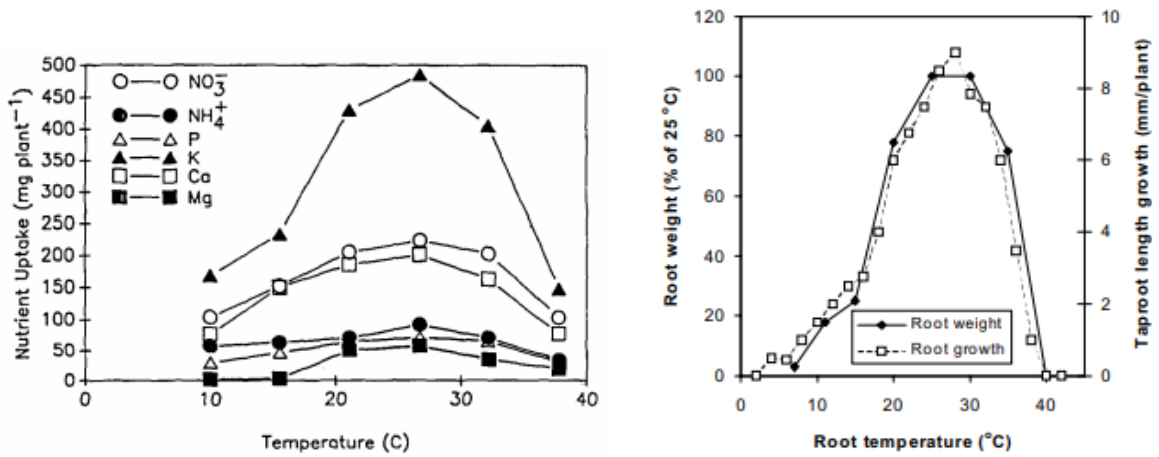 500
450
400
350
300
250
200
150
100
50
0
Nutrient Uptake (mg plant⁻¹)
NO₃⁻
NH₄⁺
P
K
Ca
Mg
0 10 20 30 40
Temperature (C)
120
100
80
60
40
20
0
Root weight (% of 25 °C)
Root weight
Root growth
10
8
6
4
2
0
Taproot length growth (mm/plant)
0 10 20 30 40
Root temperature (°C)